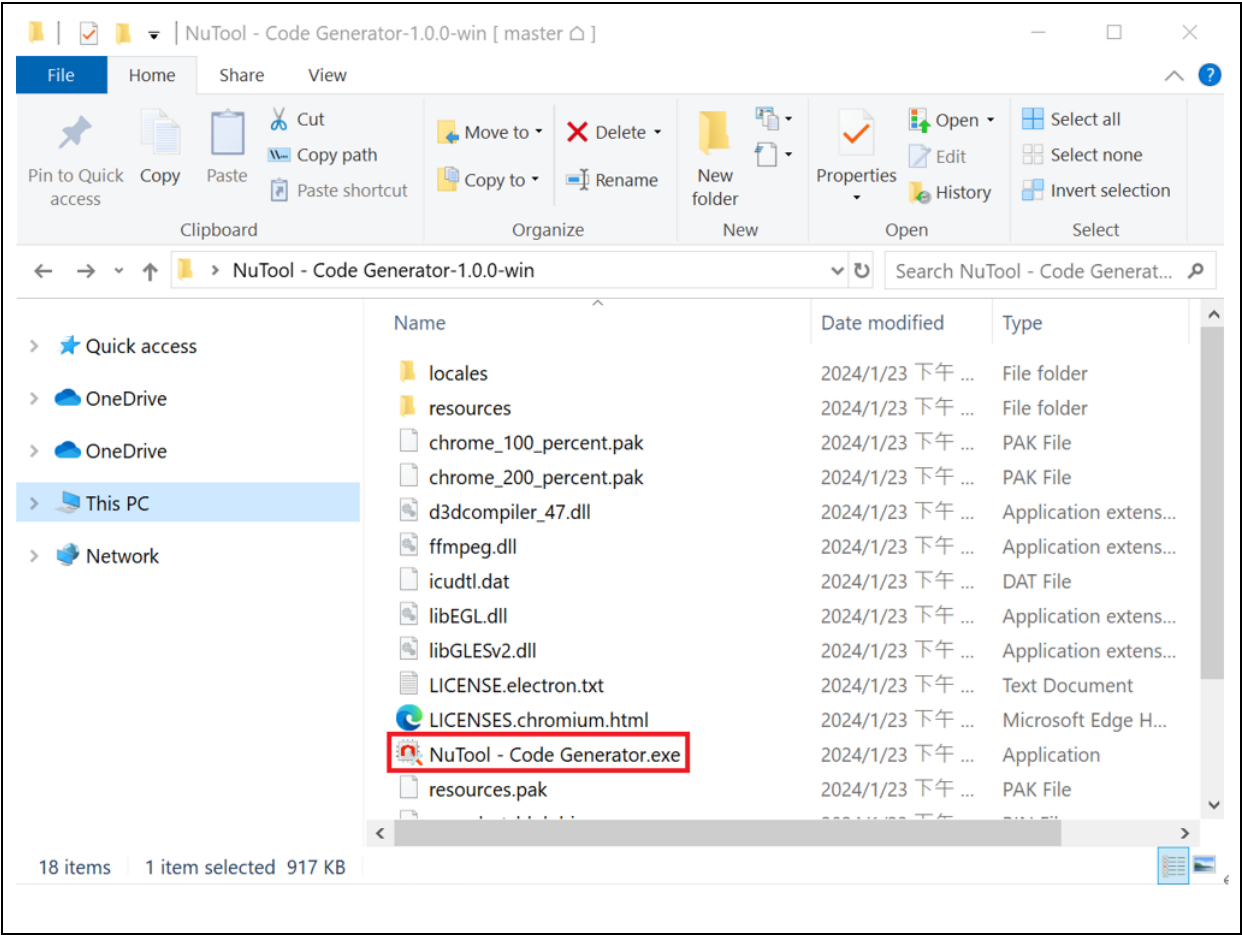 NuTool - Code Generator-1.0.0-win [ master ⌂ ]
File Home Share View
Pin to Quick access
Copy
Paste
Cut
Copy path
Paste shortcut
Clipboard
Move to
Copy to
Delete
Rename
Organize
New folder
New
Properties
Open
Edit
History
Open
Select all
Select none
Invert selection
Select
NuTool - Code Generator-1.0.0-win
Search NuTool - Code Generat...
Quick access
OneDrive
OneDrive
This PC
Network
Name Date modified Type
locales 2024/1/23 下午 ... File folder
resources 2024/1/23 下午 ... File folder
chrome_100_percent.pak 2024/1/23 下午 ... PAK File
chrome_200_percent.pak 2024/1/23 下午 ... PAK File
d3dcompiler_47.dll 2024/1/23 下午 ... Application extens...
ffmpeg.dll 2024/1/23 下午 ... Application extens...
icudtl.dat 2024/1/23 下午 ... DAT File
libEGL.dll 2024/1/23 下午 ... Application extens...
libGLESv2.dll 2024/1/23 下午 ... Application extens...
LICENSE.electron.txt 2024/1/23 下午 ... Text Document
LICENSES.chromium.html 2024/1/23 下午 ... Microsoft Edge H...
NuTool - Code Generator.exe 2024/1/23 下午 ... Application
resources.pak 2024/1/23 下午 ... PAK File
18 items 1 item selected 917 KB